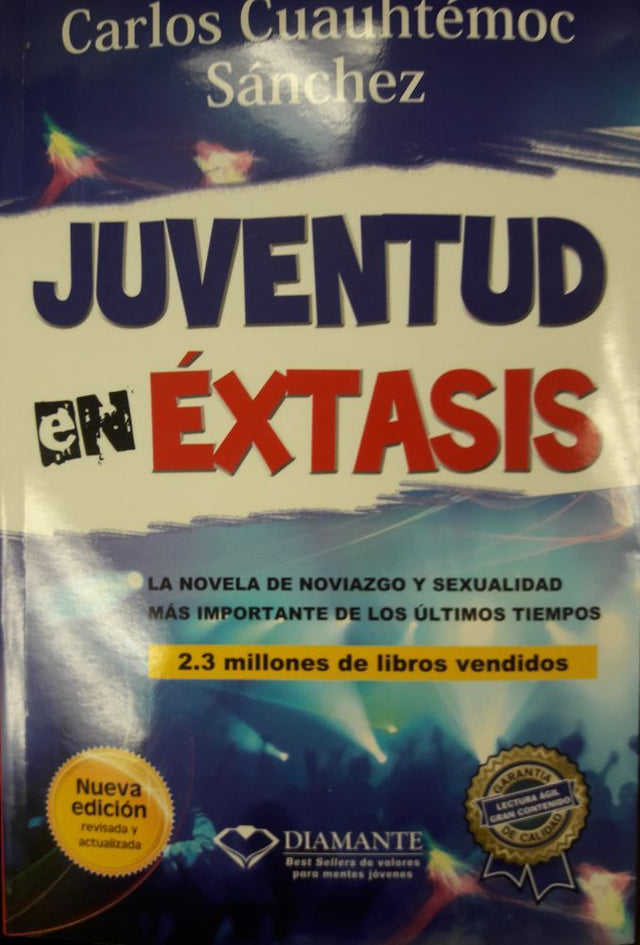 Carlos Cuauhtémoc
Sánchez
JUVENTUD
eN ÉXTASIS
LA NOVELA DE NOVIAZGO Y SEXUALIDAD
MÁS IMPORTANTE DE LOS ÚLTIMOS TIEMPOS
2.3 millones de libros vendidos
Nueva
edición
revisada y
actualizada
DIAMANTE
Best Sellers de valores
para mentes jóvenes
GARANTÍA
LECTURA ÁGIL
GRAN CONTENIDO
DE CALIDAD